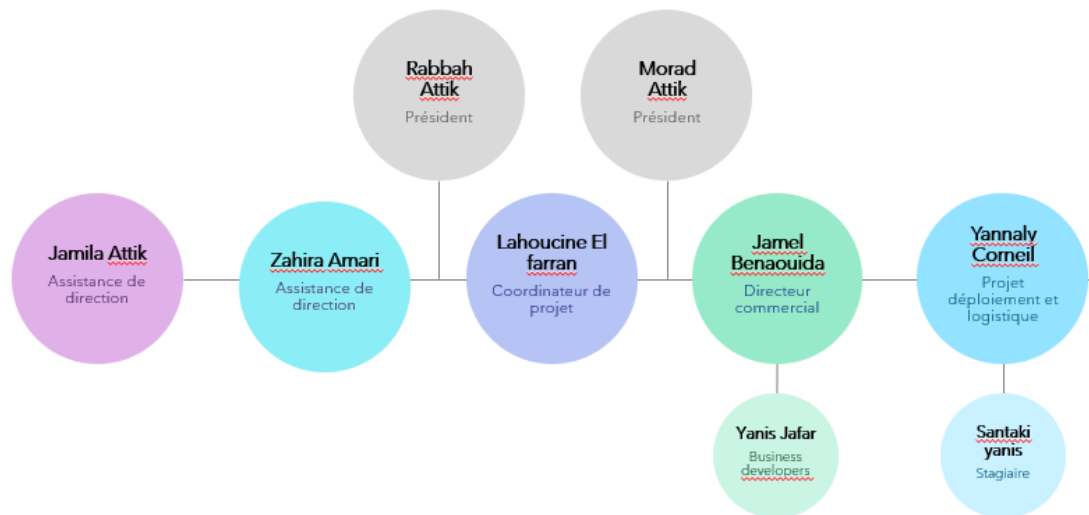 Rabbah
Attik
Président
Morad
Attik
Président
Jamila Attik
Assistance de
direction
Zahira Amari
Assistance de
direction
Lahoucine El
farran
Coordinateur de
projet
Jamel
Benaouida
Directeur
commercial
Yannaly
Corneil
Projet
déploiement et
logistique
Yanis Jafar
Business
developers
Santaki
yanis
Stagiaire